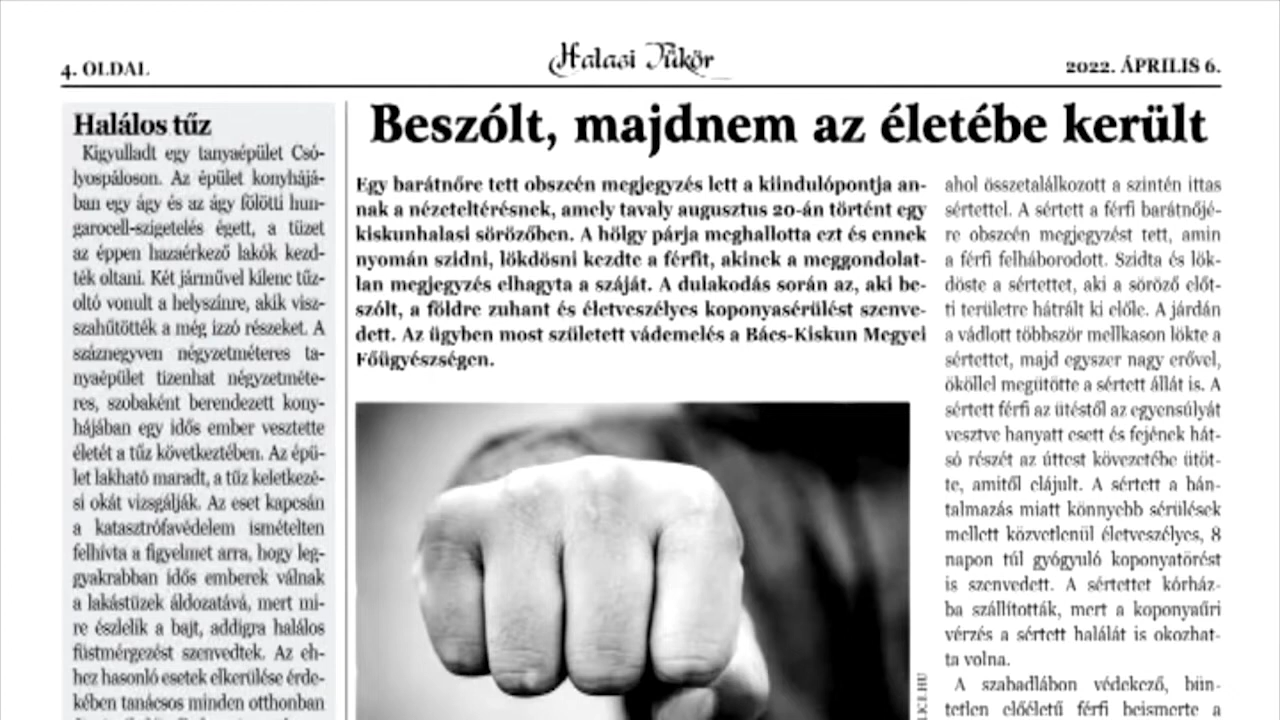 4. OLDAL
Halasi Tükör
2022. ÁPRILIS 6.
Halálos tűz
Kigyulladt egy tanyaépület Csó-
lyospáloson. Az épület konyhájá-
ban egy ágy és az ágy fölötti hun-
garocell-szigetelés égett, a tüzet
az éppen hazaérkező lakók kezd-
ték oltani. Két járművel kilenc tűz-
oltó vonult a helyszínre, akik visz-
szahűtötték a még izzó részeket. A
száznegyven négyzetméteres ta-
nyaépület tizenhat négyzetméte-
res, szobaként berendezett kony-
hájában egy idős ember vesztette
életét a tűz következtében. Az épü-
let lakható maradt, a tűz keletkezé-
si okát vizsgálják. Az eset kapcsán
a katasztrófavédelem ismételten
felhívta a figyelmet arra, hogy leg-
gyakrabban idős emberek válnak
a lakástüzek áldozatává, mert mi-
re észlelik a bajt, addigra halálos
füstmérgezést szenvedtek. Az eh-
hez hasonló esetek elkerülése érde-
kében tanácsos minden otthonban
Beszólt, majdnem az életébe került
Egy barátnőre tett obszcén megjegyzés lett a kiindulópontja an-
nak a nézeteltérésnek, amely tavaly augusztus 20-án történt egy
kiskunhalasi sörözőben. A hölgy párja meghallotta ezt és ennek
nyomán szidni, lökdösni kezdte a férfit, akinek a meggondolat-
lan megjegyzés elhagyta a száját. A dulakodás során az, aki be-
szólt, a földre zuhant és életveszélyes koponyasérülést szenve-
dett. Az ügyben most született vádemelés a Bács-Kiskun Megyei
Főügyészségen.
ahol összetalálkozott a szintén ittas
sértettel. A sértett a férfi barátnőjé-
re obszcén megjegyzést tett, amin
a férfi felháborodott. Szidta és lök-
döste a sértettet, aki a söröző előt-
ti területre hátrált ki előle. A járdán
a vádlott többször mellkason lökte a
sértettet, majd egyszer nagy erővel,
ököllel megütötte a sértett állát is. A
sértett férfi az ütéstől az egyensúlyát
vesztve hanyatt esett és fejének hát-
só részét az úttest kövezetébe ütöt-
te, amitől elájult. A sértett a bán-
talmazás miatt könnyebb sérülések
mellett közvetlenül életveszélyes, 8
napon túl gyógyuló koponyatörést
is szenvedett. A sértettet kórház-
ba szállították, mert a koponyaűri
vérzés a sértett halálát is okozhat-
ta volna.
A szabadlábon védekező, bün-
tetlen előéletű férfi beismerte a